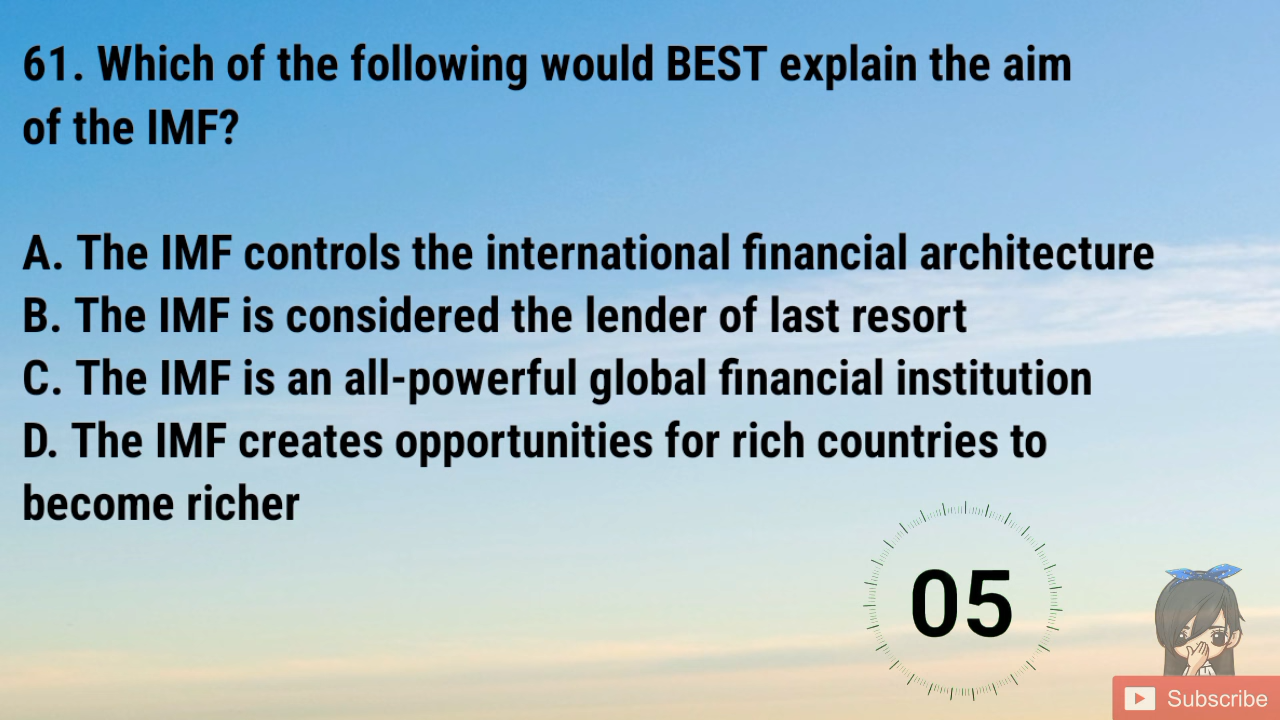 61. Which of the following would BEST explain the aim
of the IMF?
A. The IMF controls the international financial architecture
B. The IMF is considered the lender of last resort
C. The IMF is an all-powerful global financial institution
D. The IMF creates opportunities for rich countries to
become richer
05
Subscribe